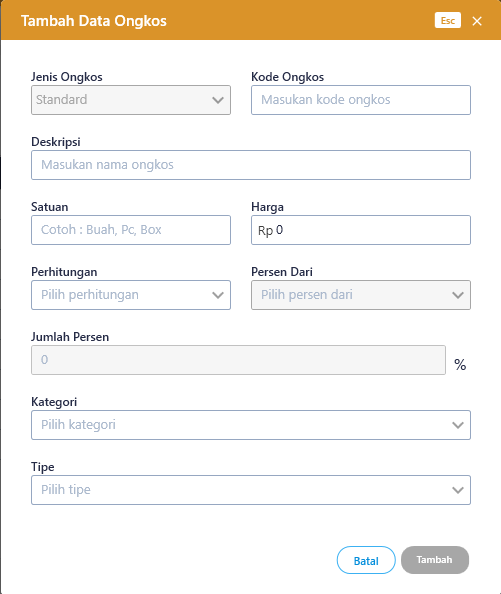 Tambah Data Ongkos Esc ×
Jenis Ongkos Kode Ongkos
Standard Masukan kode ongkos
Deskripsi
Masukan nama ongkos
Satuan Harga
Cotoh : Buah, Pc, Box Rp 0
Perhitungan Persen Dari
Pilih perhitungan Pilih persen dari
Jumlah Persen
0 %
Kategori
Pilih kategori
Tipe
Pilih tipe
Batal Tambah